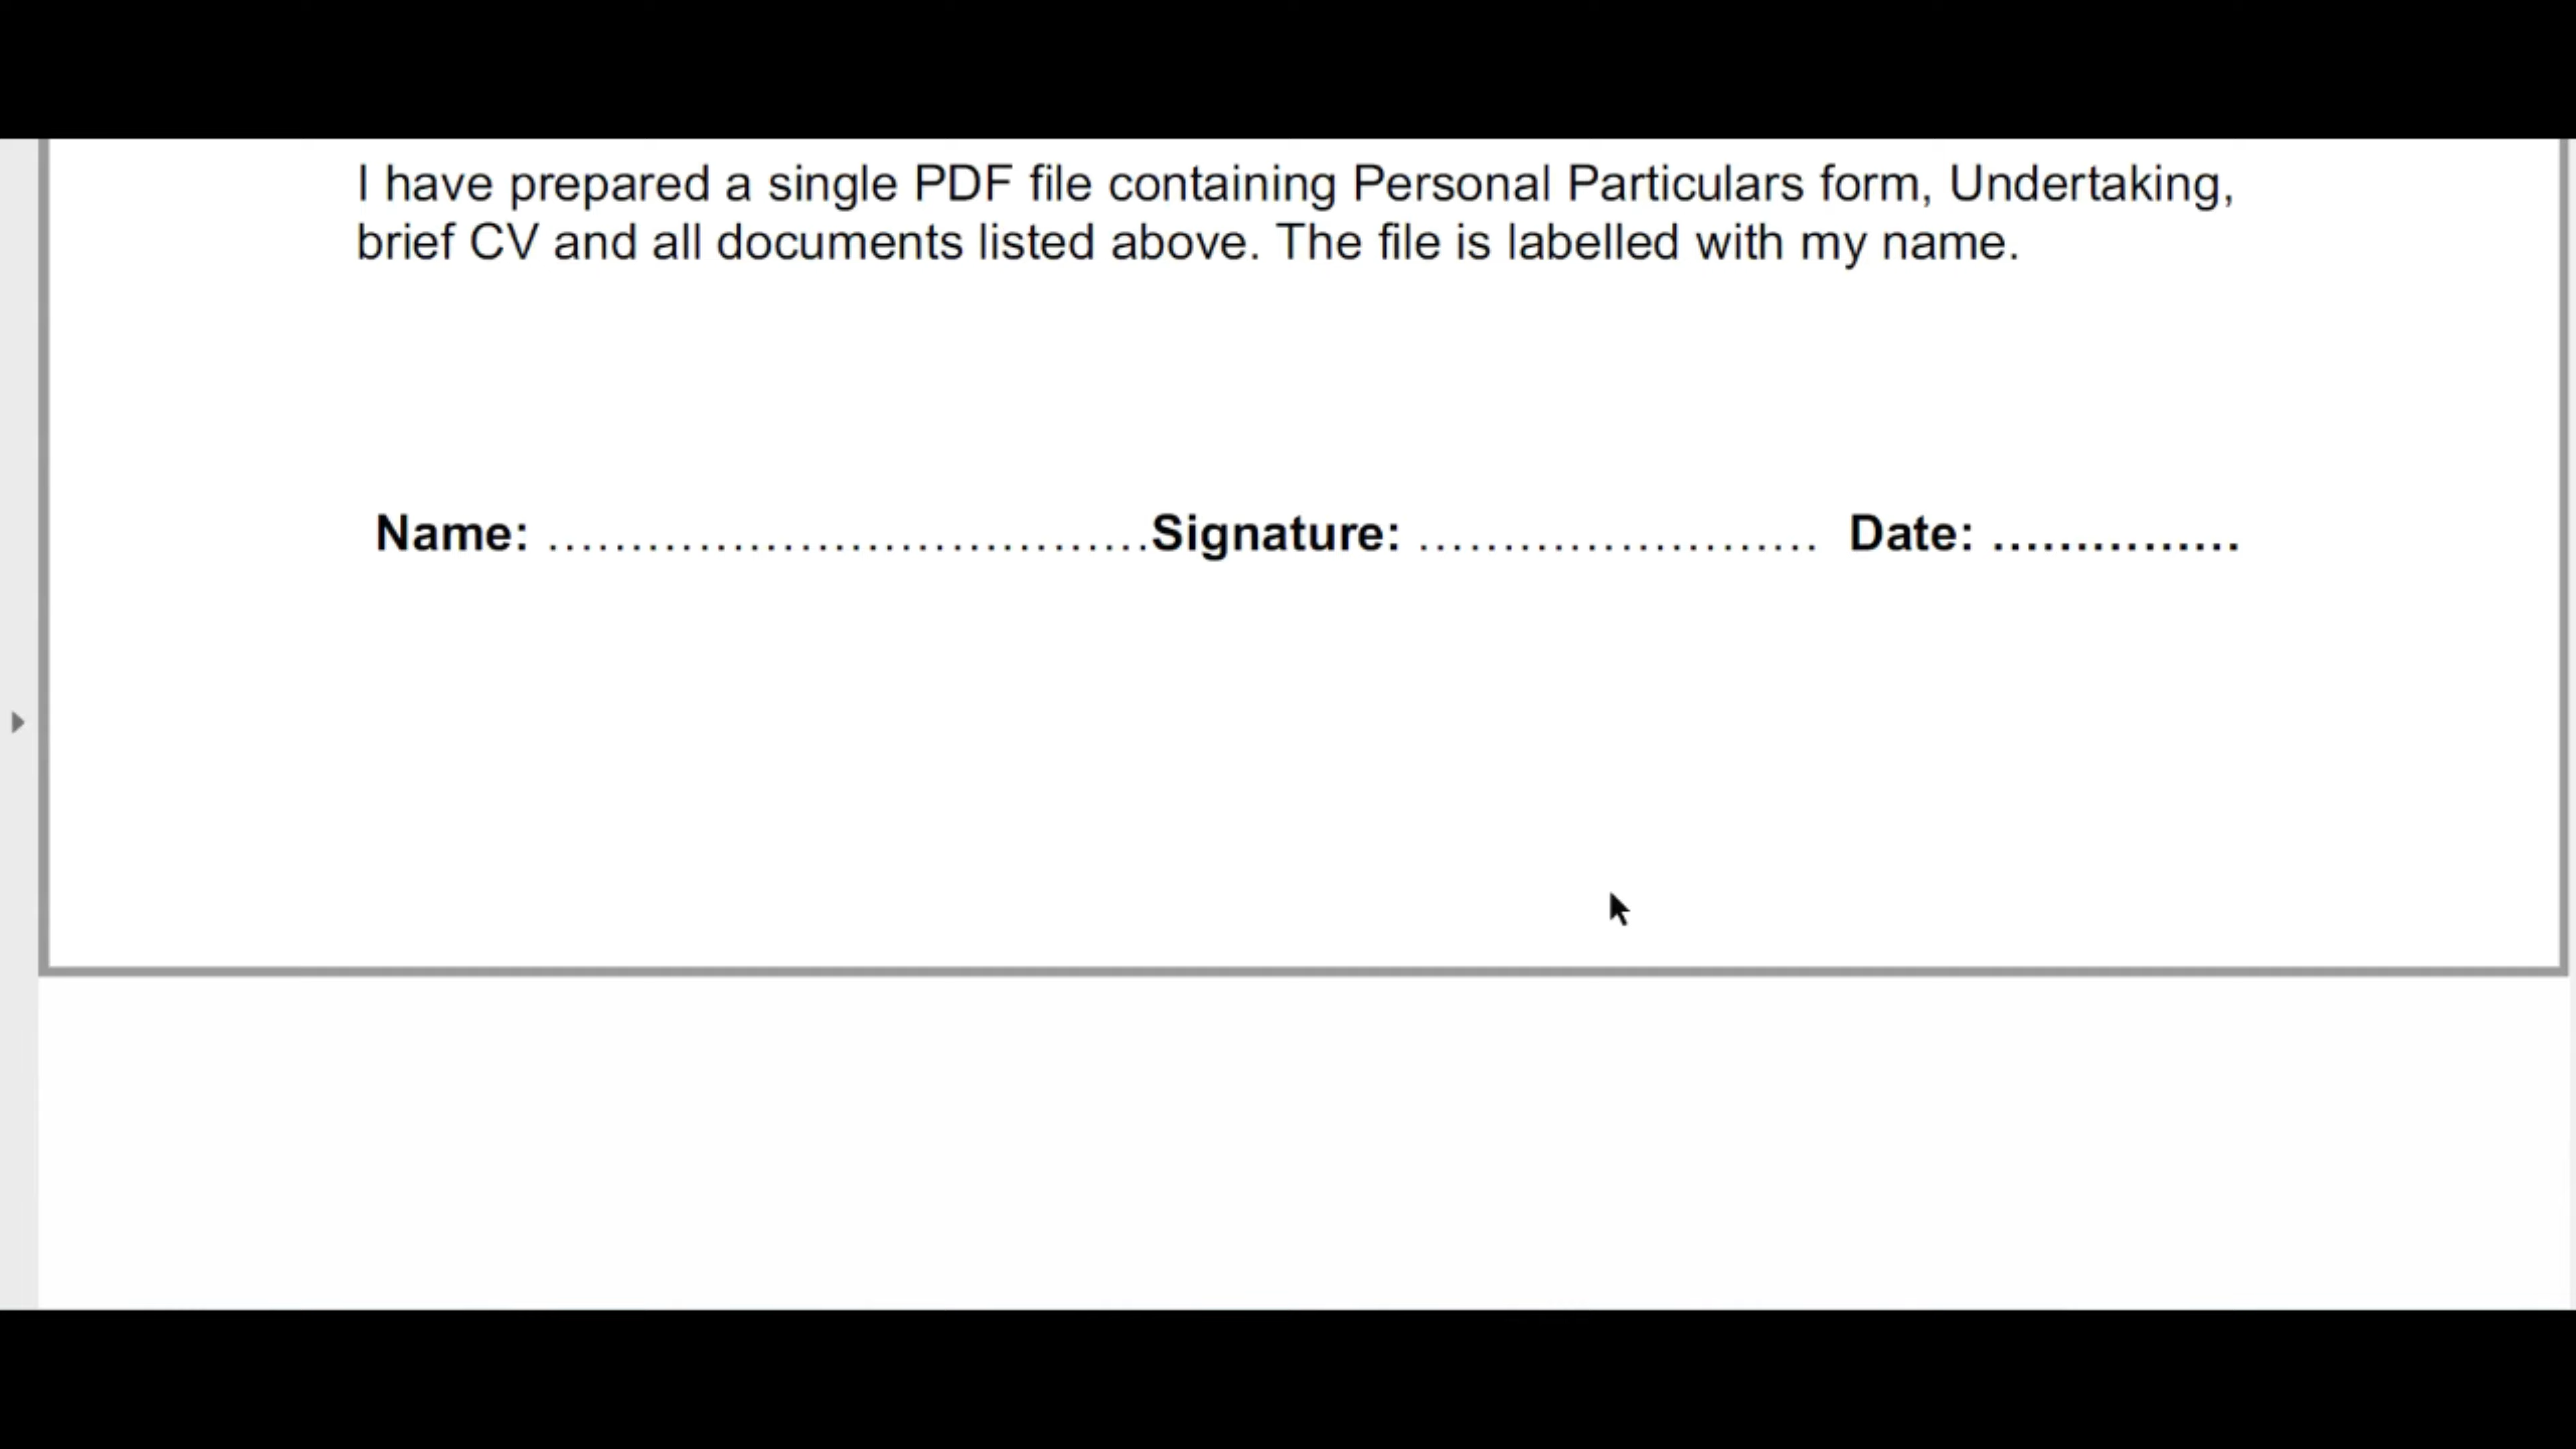 I have prepared a single PDF file containing Personal Particulars form, Undertaking,
brief CV and all documents listed above. The file is labelled with my name.
Name: ....................................Signature: ........................ Date: ...............